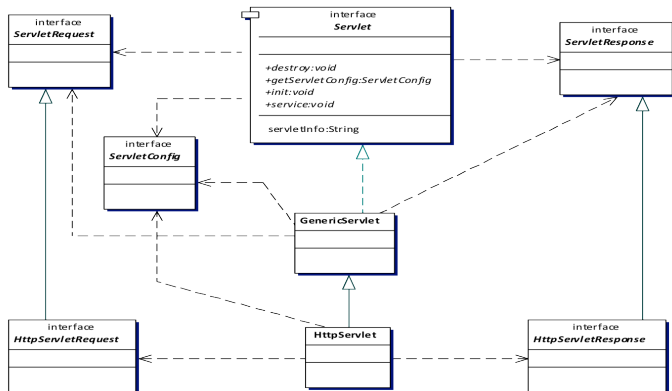 interface
ServletRequest
interface
Servlet
+destroy:void
+getServletConfig:ServletConfig
+init:void
+service:void
servletInfo:String
interface
ServletResponse
interface
ServletConfig
GenericServlet
interface
HttpServletRequest
HttpServlet
interface
HttpServletResponse